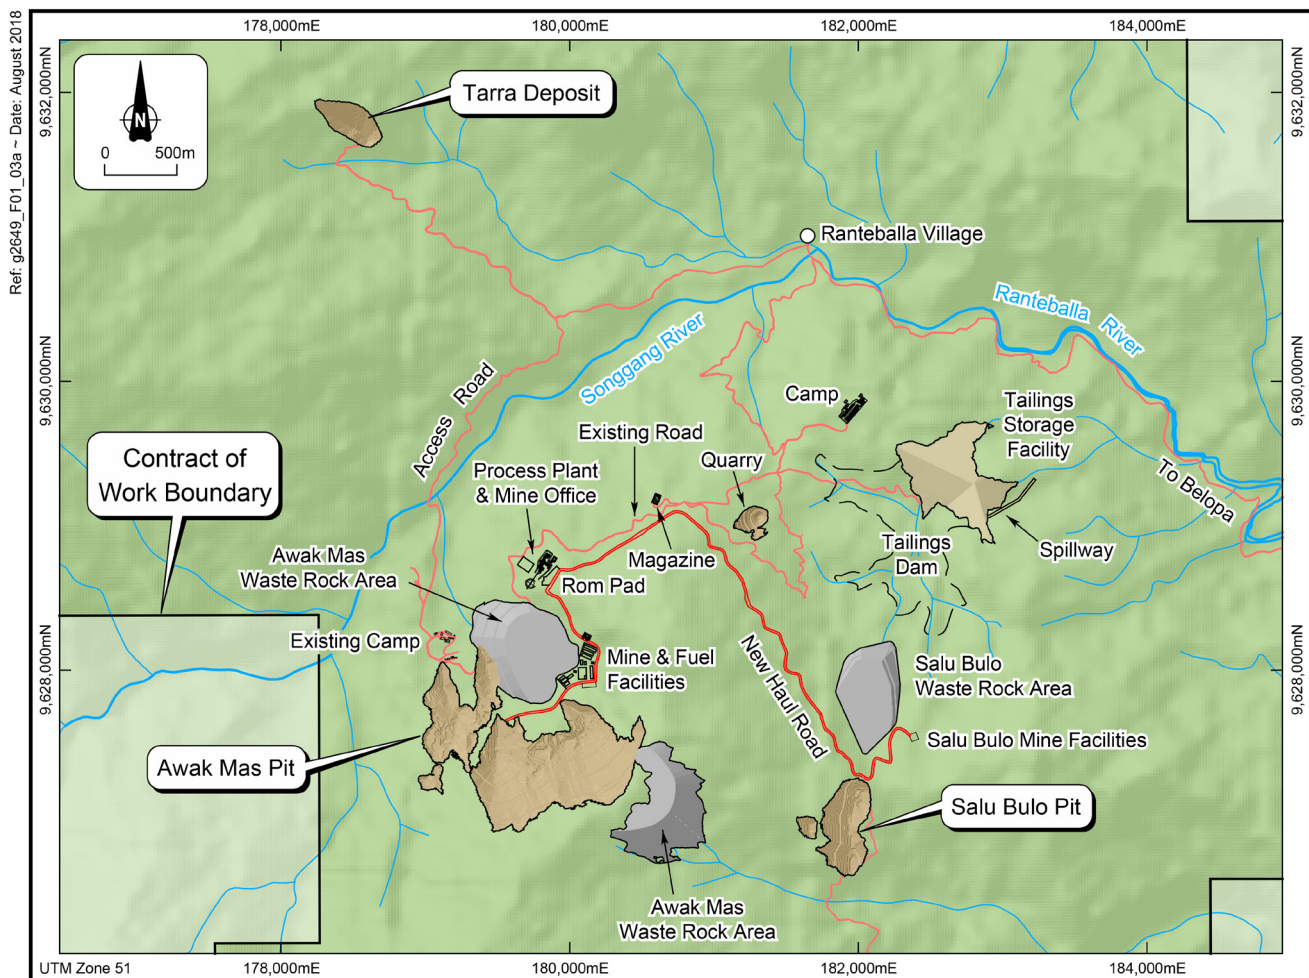 178,000mE
180,000mE
182,000mE
184,000mE
Ref: g2649_F01_03a ~ Date: August 2018
9,632,000mN
9,632,000mN
N
0 500m
Tarra Deposit
Ranteballa Village
Ranteballa River
Songgang River
9,630,000mN
9,630,000mN
Access Road
Camp
Tailings
Storage
Facility
Existing Road
Quarry
Contract of
Work Boundary
Process Plant
& Mine Office
To Belopa
Awak Mas
Waste Rock Area
Magazine
Tailings
Dam
Spillway
Rom Pad
Existing Camp
9,628,000mN
9,628,000mN
Mine & Fuel
Facilities
New Haul Road
Salu Bulo
Waste Rock Area
Salu Bulo Mine Facilities
Awak Mas Pit
Salu Bulo Pit
Awak Mas
Waste Rock Area
UTM Zone 51
178,000mE
180,000mE
182,000mE
184,000mE